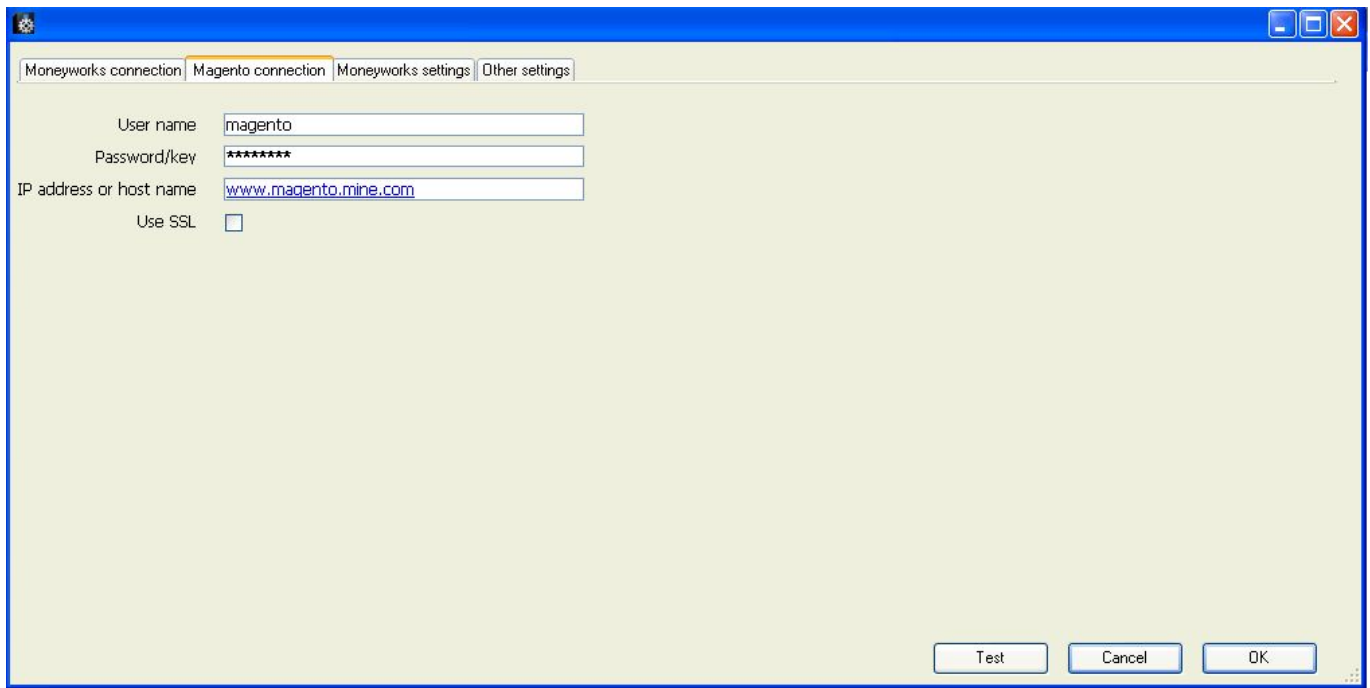 Moneyworks connection Magento connection Moneyworks settings Other settings
User name magento
Password/key ********
IP address or host name www.magento.mine.com
Use SSL
Test Cancel OK